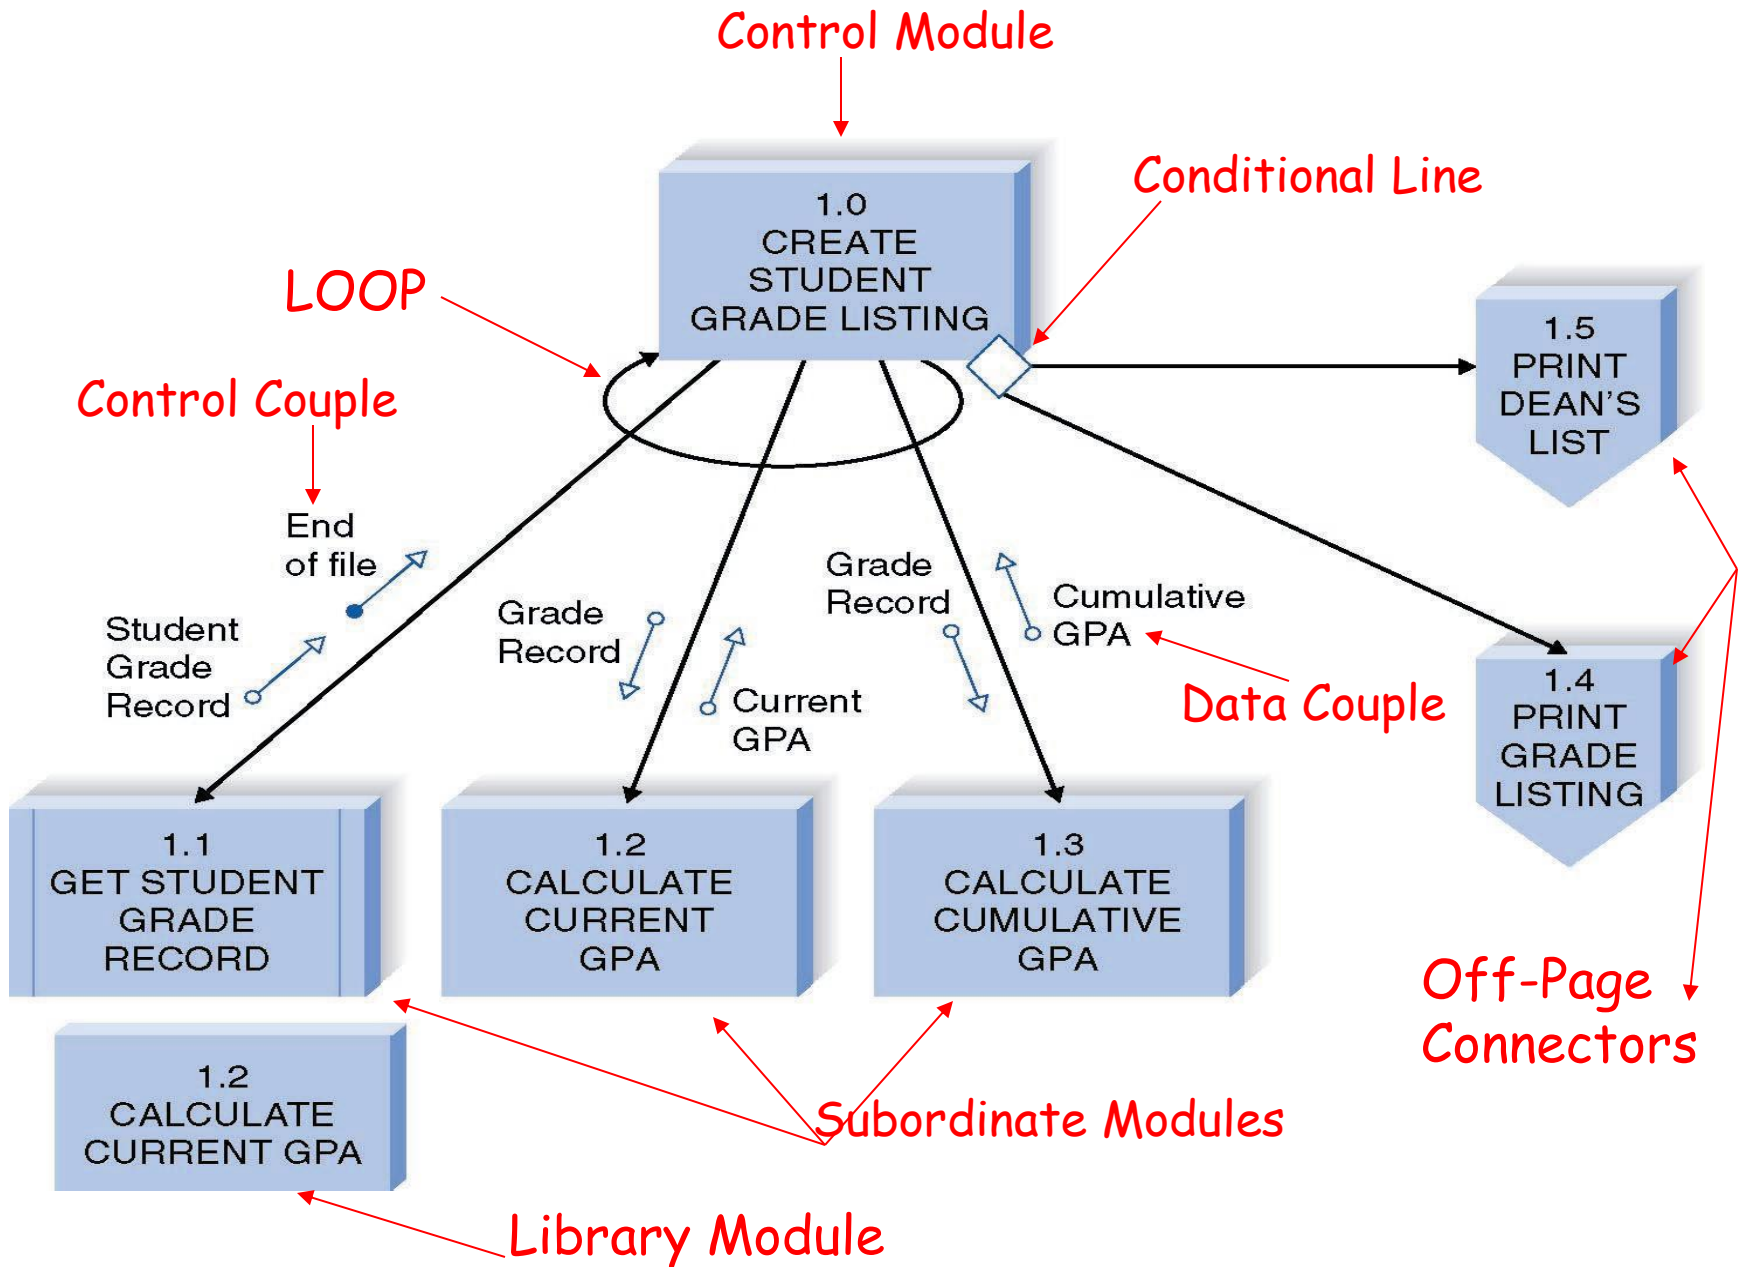 Control Module
Conditional Line
1.0
CREATE
STUDENT
GRADE LISTING
LOOP
Control Couple
1.5
PRINT
DEAN'S
LIST
End
of file
Student
Grade
Record
Grade
Record
Current
GPA
Grade
Record
Cumulative
GPA
Data Couple
1.4
PRINT
GRADE
LISTING
1.1
GET STUDENT
GRADE
RECORD
1.2
CALCULATE
CURRENT
GPA
1.3
CALCULATE
CUMULATIVE
GPA
Off-Page
Connectors
1.2
CALCULATE
CURRENT GPA
Subordinate Modules
Library Module